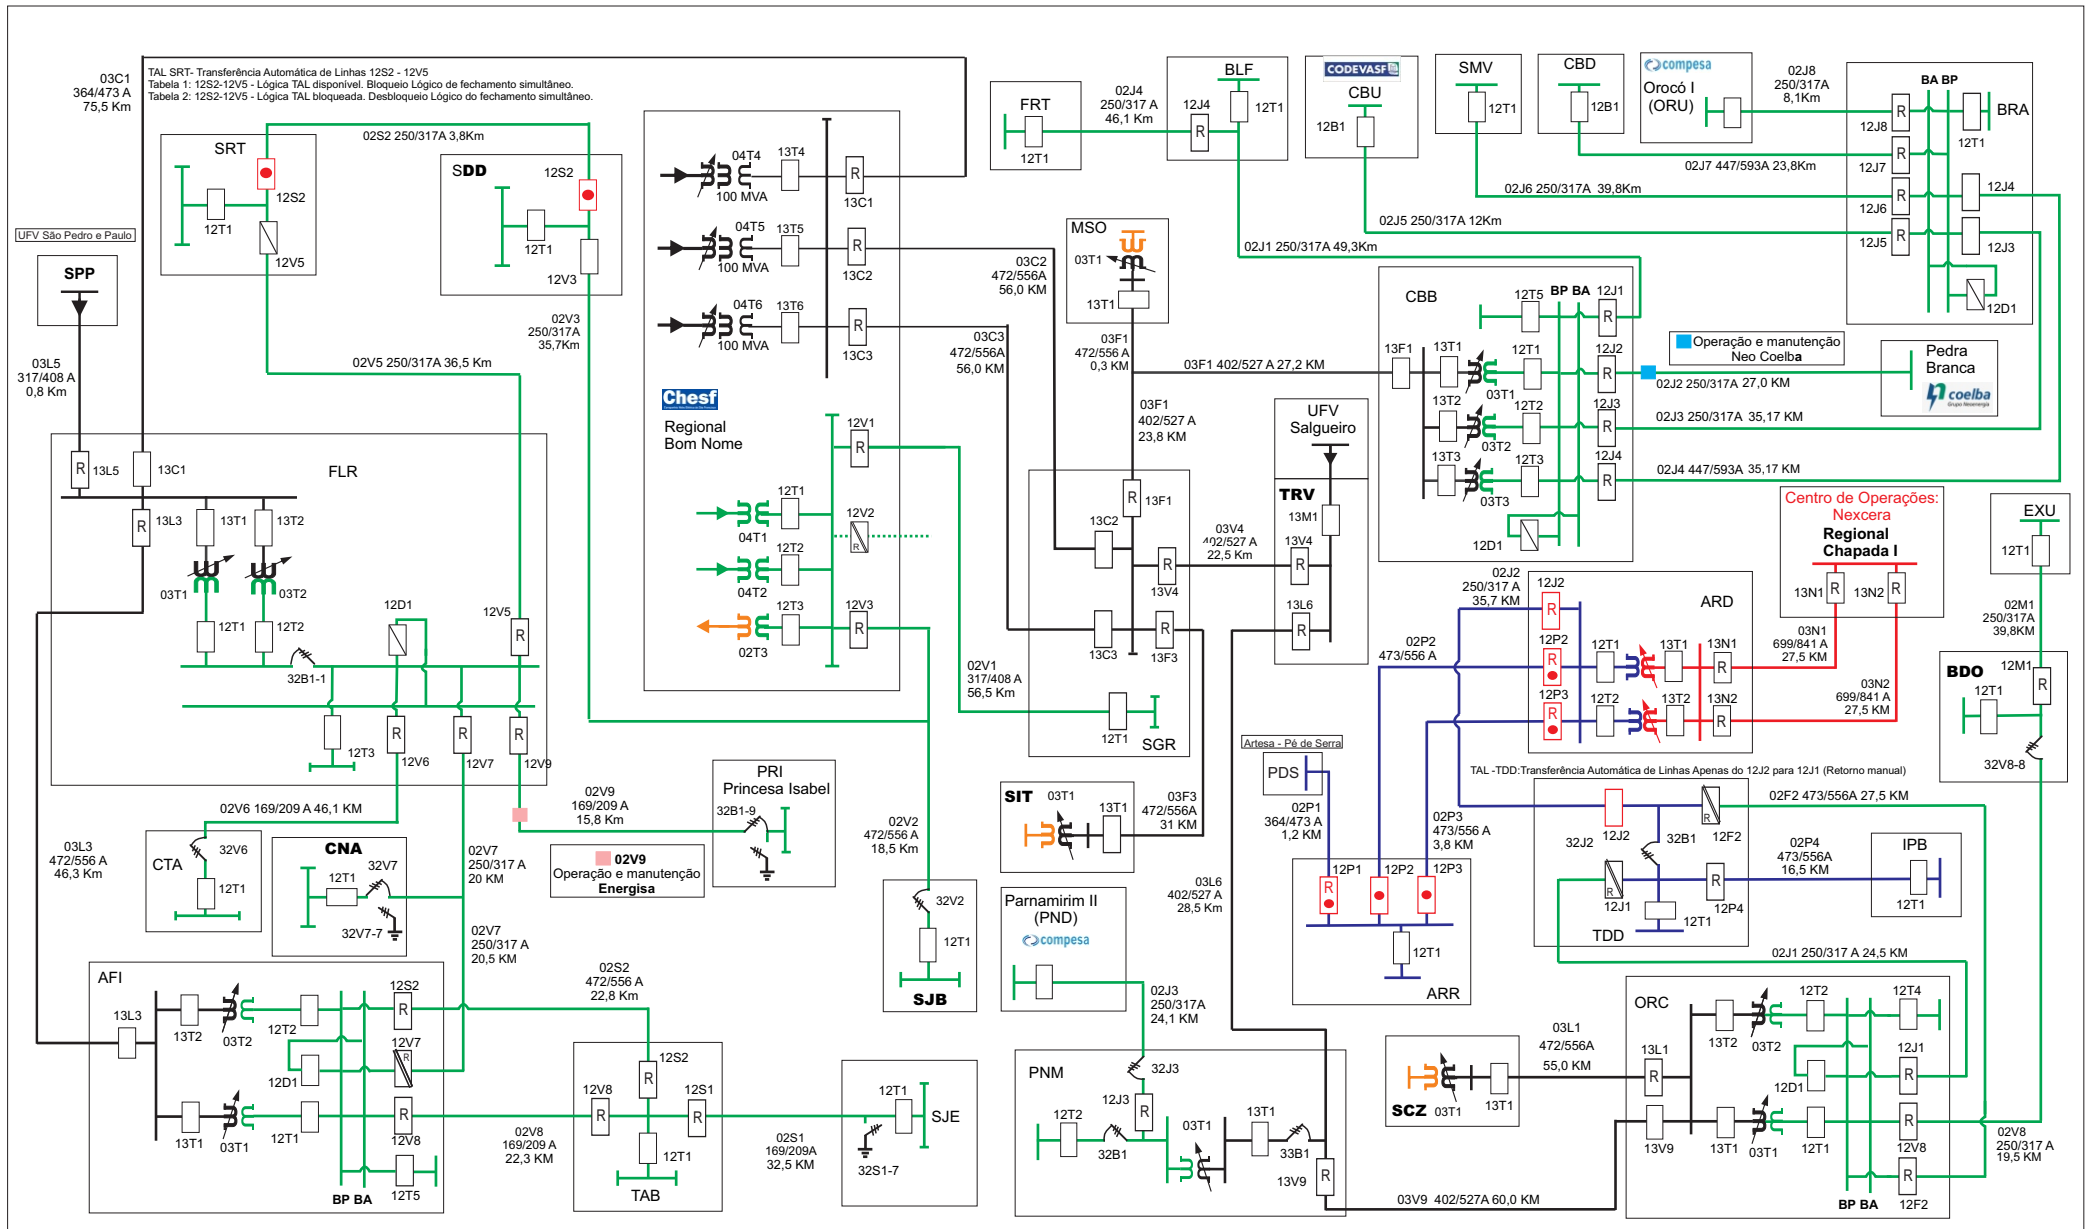 03C1
364/473 A
75,5 Km
TAL SRT- Transferência Automática de Linhas 12S2 - 12V5
Tabela 1: 12S2-12V5 - Lógica TAL disponível. Bloqueio Lógico de fechamento simultâneo.
Tabela 2: 12S2-12V5 - Lógica TAL bloqueada. Desbloqueio Lógico do fechamento simultâneo.
02S2 250/317A 3,8Km
SRT
12S2
12T1
12V5
SDD
12S2
12T1
12V3
02V3
250/317A
35,7Km
UFV São Pedro e Paulo
SPP
03L5
317/408 A
0,8 Km
02V5 250/317A 36,5 Km
04T4
13T4
R
13C1
100 MVA
04T5
13T5
R
13C2
100 MVA
04T6
13T6
R
13C3
100 MVA
Chesf
Regional
Bom Nome
12V1
R
12T1
04T1
12V2
R
12T2
04T2
12T3
02T3
12V3
R
FLR
R
13L5
13C1
R
13L3
13T1
13T2
03T1
03T2
12T1
12T2
32B1-1
12D1
12V5
R
12T3
R
12V6
R
12V7
R
12V9
02V6 169/209 A 46,1 KM
CTA
32V6
12T1
CNA
12T1
32V7
32V7-7
02V7
250/317 A
20 KM
02V7
250/317 A
20,5 KM
02V9
169/209 A
15,8 Km
02V9
Operação e manutenção
Energisa
PRI
Princesa Isabel
32B1-9
03L3
472/556 A
46,3 Km
AFI
13L3
13T2
03T2
12T2
12S2
R
12V7
R
12D1
13T1
03T1
12T1
R
12V8
12T5
BP BA
02S2
472/556 A
22,8 Km
12S2
R
12V8
R
12S1
R
12T1
TAB
02V8
169/209 A
22,3 KM
02S1
169/209A
32,5 KM
12T1
SJE
32S1-7
02V2
472/556 A
18,5 Km
32V2
12T1
SJB
FRT
12T1
02J4
250/317 A
46,1 Km
BLF
12J4
R
12T1
CODEVASF
CBU
12B1
SMV
12T1
CBD
12B1
compesa
Orocó I
(ORU)
02J8
250/317A
8,1Km
BA BP
BRA
R
12J8
12T1
02J7 447/593A 23,8Km
R
12J7
02J6 250/317A 39,8Km
R
12J6
12J4
02J5 250/317A 12Km
R
12J5
12J3
12D1
02J1 250/317A 49,3Km
MSO
03T1
13T1
03C2
472/556A
56,0 KM
03F1
472/556 A
0,3 KM
03C3
472/556A
56,0 KM
03F1 402/527 A 27,2 KM
03F1
402/527 A
23,8 KM
CBB
BP BA
12T5
12J1
R
13F1
13T1
03T1
12T1
12J2
R
13T2
03T2
12T2
12J3
R
13T3
03T3
12T3
12J4
R
12D1
Operação e manutenção
Neo Coelba
02J2 250/317A 27,0 KM
Pedra
Branca
coelba
Grupo Neoenergia
02J3 250/317A 35,17 KM
02J4 447/593A 35,17 KM
UFV
Salgueiro
TRV
13M1
13V4
R
13L6
R
R
13F1
13C2
R
13V4
13C3
R
13F3
03V4
402/527 A
22,5 Km
02V1
317/408 A
56,5 Km
12T1
SGR
SIT
03T1
13T1
03F3
472/556A
31 KM
Centro de Operações:
Nexcera
Regional
Chapada I
R
13N1
R
13N2
EXU
12T1
02M1
250/317A
39,8KM
02J2
250/317 A
35,7 KM
12J2
R
ARD
12P2
R
12T1
13T1
13N1
R
12P3
R
12T2
13T2
13N2
R
03N1
699/841 A
27,5 KM
03N2
699/841 A
27,5 KM
02P2
473/556 A
BDO
12M1
R
12T1
32V8-8
Artesa - Pé de Serra
PDS
02P1
364/473 A
1,2 KM
02P3
473/556 A
3,8 KM
12P1
R
12P2
12P3
12T1
ARR
TAL -TDD:Transferência Automática de Linhas Apenas do 12J2 para 12J1 (Retorno manual)
12J2
32J2
32B1
R
12F2
02F2 473/556A 27,5 KM
R
12J1
R
12P4
12T1
TDD
02P4
473/556A
16,5 KM
IPB
12T1
02J1 250/317 A 24,5 KM
03L6
402/527 A
28,5 Km
Parnamirim II
(PND)
compesa
02J3
250/317A
24,1 KM
PNM
32J3
12J3
R
12T2
32B1
03T1
13T1
33B1
R
13V9
03V9 402/527A 60,0 KM
SCZ
03T1
13T1
03L1
472/556A
55,0 KM
ORC
13L1
R
R
13V9
13T2
03T2
12T2
12T4
12J1
R
12D1
13T1
03T1
12T1
R
12V8
R
12F2
BP BA
02V8
250/317 A
19,5 KM